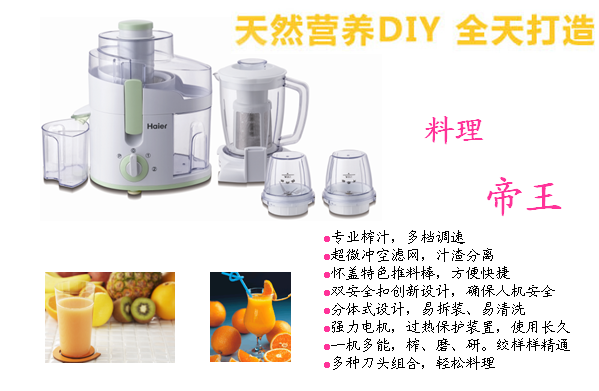 天然营养DIY 全天打造
Haier
料理
帝王
●专业榨汁，多档调速
●超微冲空滤网，汁渣分离
●怀盖特色推料棒，方便快捷
●双安全扣创新设计，确保人机安全
●分体式设计，易拆装、易清洗
●强力电机，过热保护装置，使用长久
●一机多能，榨、磨、研。绞样样精通
●多种刀头组合，轻松料理